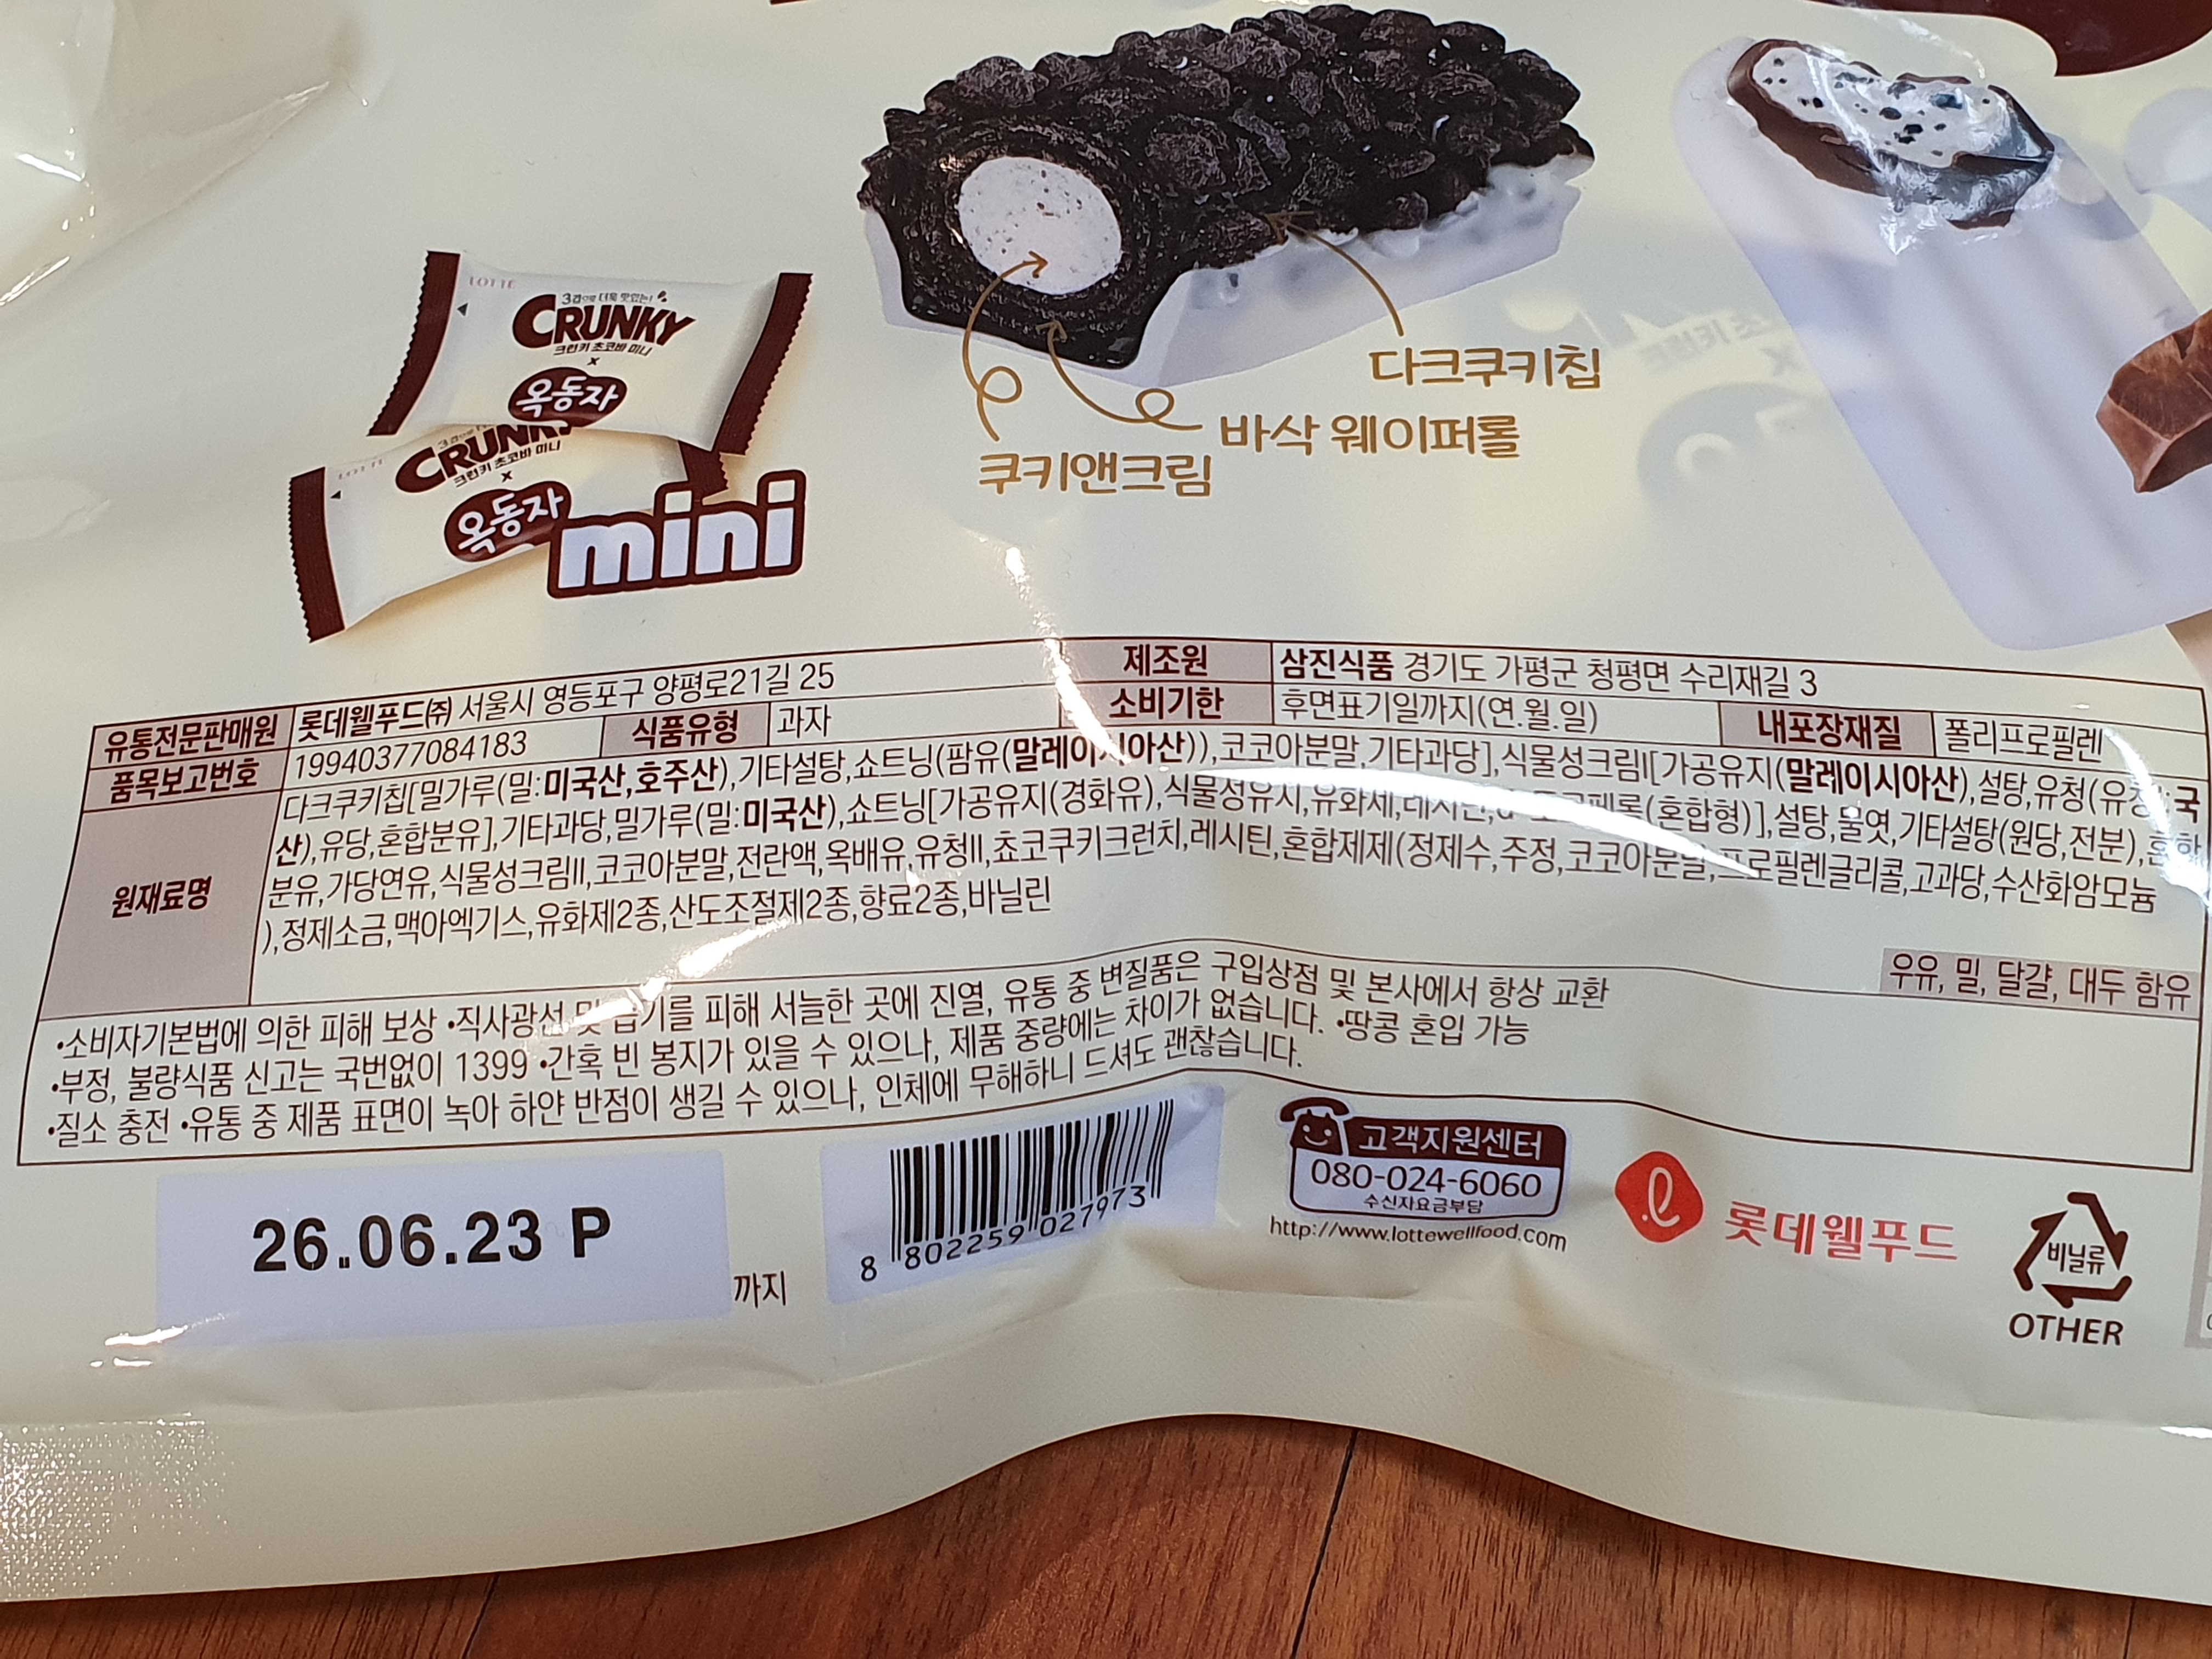 LOTTE
3겹으로 더욱 맛있는!
CRUNKY
크런키 초코바 미니
x
옥동자
LOTTE
CRUNKY
크런키 초코바 미니
x
옥동자
mini
다크쿠키칩
바삭 웨이퍼롤
쿠키앤크림
유통전문판매원 롯데웰푸드㈜ 서울시 영등포구 양평로21길 25 제조원 삼진식품 경기도 가평군 청평면 수리재길 3
품목보고번호 19940377084183 식품유형 과자 소비기한 후면표기일까지(연.월.일) 내포장재질 폴리프로필렌
원재료명
다크쿠키칩[밀가루(밀:미국산,호주산),기타설탕,쇼트닝(팜유(말레이시아산)),코코아분말,기타과당],식물성크림I[가공유지(말레이시아산),설탕,유청(유청:국
산),유당,혼합분유],기타과당,밀가루(밀:미국산),쇼트닝[가공유지(경화유),식물성유지,유화제,레시틴,d-토코페롤(혼합형)],설탕,물엿,기타설탕(원당,전분),혼합
분유,가당연유,식물성크림II,코코아분말,전란액,옥배유,유청II,쵸코쿠키크런치,레시틴,혼합제제(정제수,주정,코코아분말,프로필렌글리콜,고과당,수산화암모늄
),정제소금,맥아엑기스,유화제2종,산도조절제2종,향료2종,바닐린
우유, 밀, 달걀, 대두 함유
•소비자기본법에 의한 피해 보상 •직사광선 및 습기를 피해 서늘한 곳에 진열, 유통 중 변질품은 구입상점 및 본사에서 항상 교환
•부정, 불량식품 신고는 국번없이 1399 •간혹 빈 봉지가 있을 수 있으나, 제품 중량에는 차이가 없습니다. •땅콩 혼입 가능
•질소 충전 •유통 중 제품 표면이 녹아 하얀 반점이 생길 수 있으나, 인체에 무해하니 드셔도 괜찮습니다.
26.06.23 P
까지
8 802259 027973
고객지원센터
080-024-6060
수신자요금부담
http://www.lottewellfood.com
롯데웰푸드
비닐류
OTHER